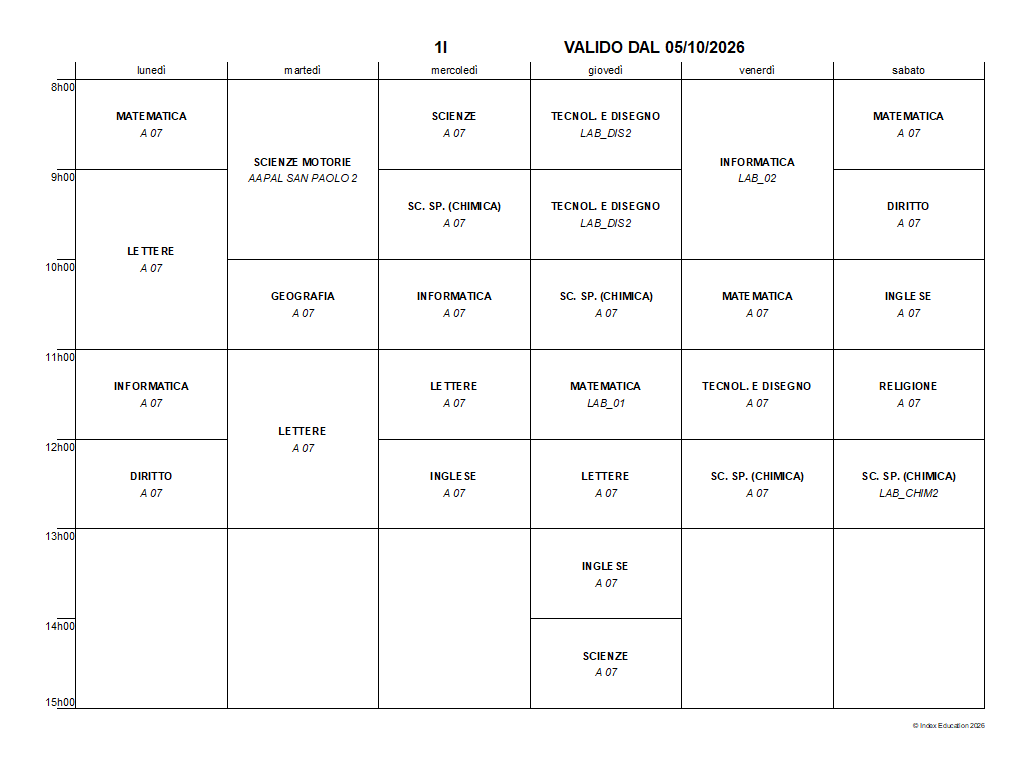 1I VALIDO DAL 05/10/2026
lunedì martedì mercoledì giovedì venerdì sabato
8h00
MATEMATICA SCIENZE TECNOL. E DISEGNO MATEMATICA
A 07 A 07 LAB_DIS2 A 07
SCIENZE MOTORIE INFORMATICA
AAPAL SAN PAOLO 2 LAB_02
9h00
SC. SP. (CHIMICA) TECNOL. E DISEGNO DIRITTO
A 07 LAB_DIS2 A 07
LETTERE
A 07
10h00
GEOGRAFIA INFORMATICA SC. SP. (CHIMICA) MATEMATICA INGLESE
A 07 A 07 A 07 A 07 A 07
11h00
INFORMATICA LETTERE MATEMATICA TECNOL. E DISEGNO RELIGIONE
A 07 A 07 LAB_01 A 07 A 07
LETTERE
A 07
12h00
DIRITTO INGLESE LETTERE SC. SP. (CHIMICA) SC. SP. (CHIMICA)
A 07 A 07 A 07 A 07 LAB_CHIM2
13h00
INGLESE
A 07
14h00
SCIENZE
A 07
15h00
© Index Education 2026